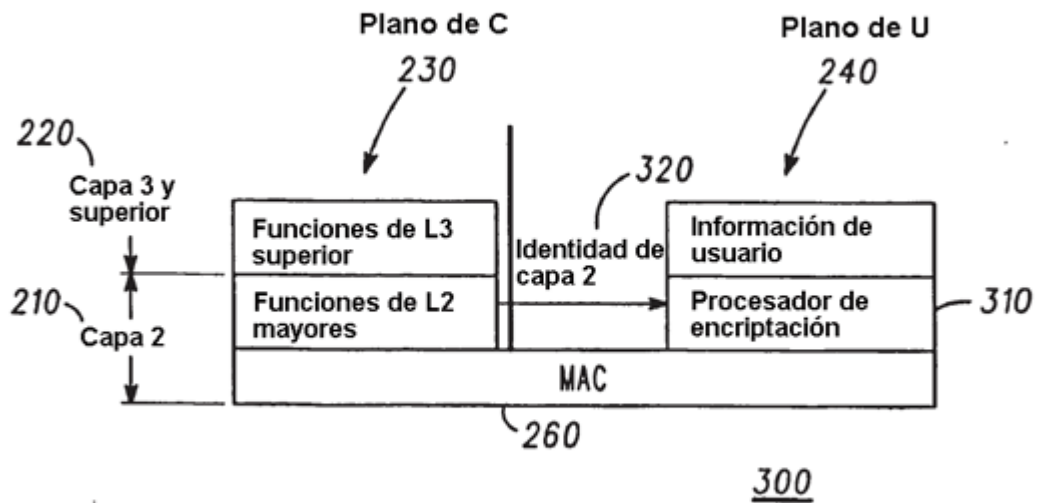 Plano de C
Plano de U
230
240
220
320
Capa 3 y
superior
Funciones de L3
superior
Identidad de
capa 2
Información de
usuario
210
Capa 2
Funciones de L2
mayores
Procesador de
encriptación
310
MAC
260
300